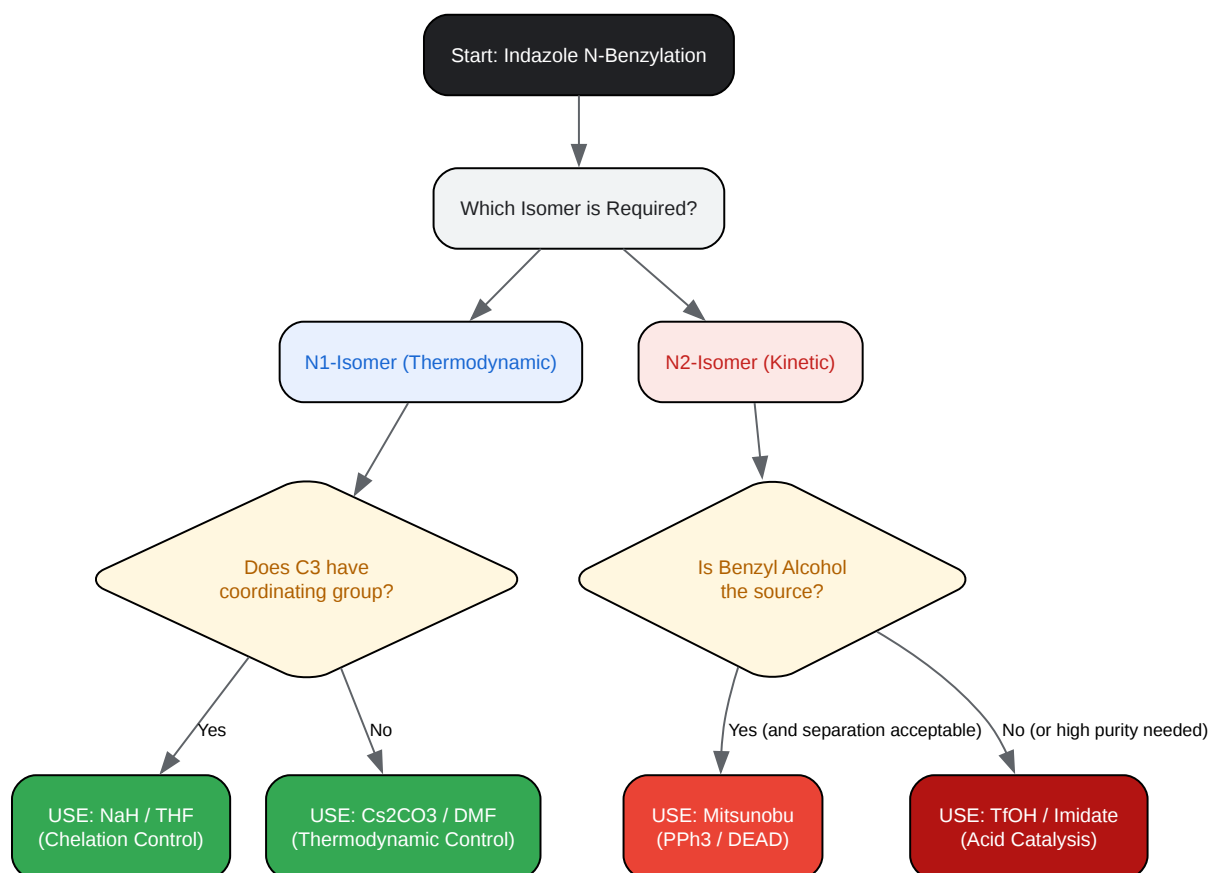 Start: Indazole N-Benzylation
Which Isomer is Required?
N1-Isomer (Thermodynamic)
N2-Isomer (Kinetic)
Does C3 have
coordinating group?
Is Benzyl Alcohol
the source?
Yes
No
Yes (and separation acceptable)
No (or high purity needed)
USE: NaH / THF
(Chelation Control)
USE: Cs2CO3 / DMF
(Thermodynamic Control)
USE: Mitsunobu
(PPh3 / DEAD)
USE: TfOH / Imidate
(Acid Catalysis)